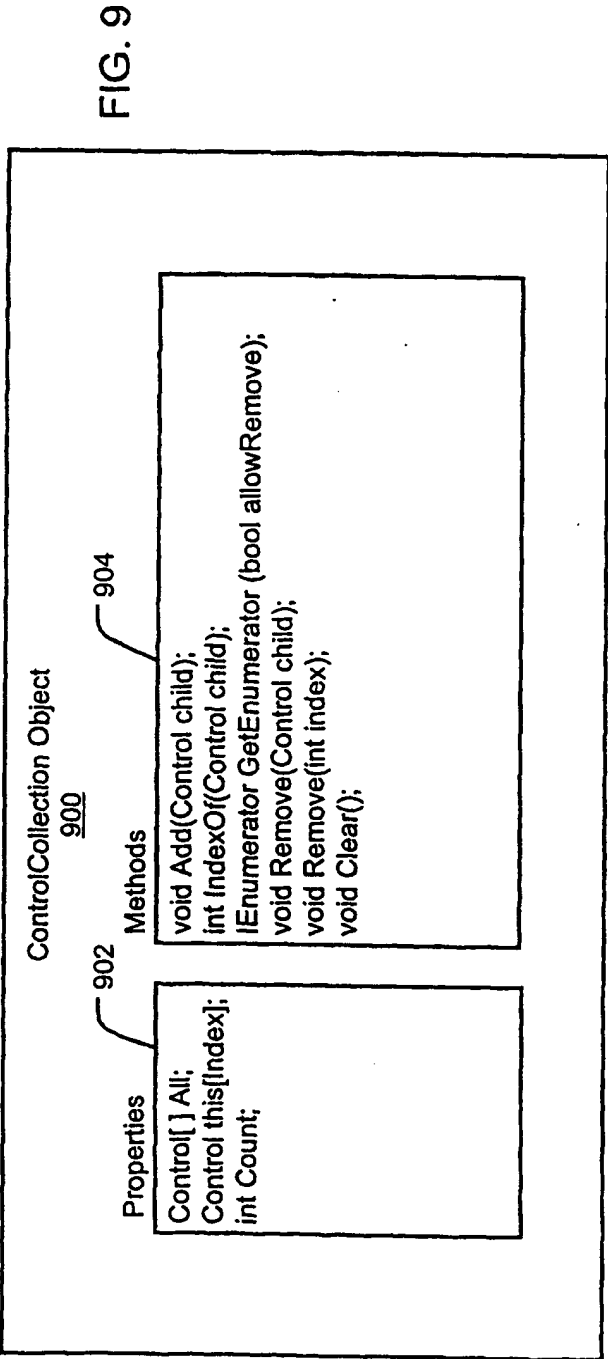 FIG. 9
ControlCollection Object
900
Properties
902
Control[ ] All;
Control this[Index];
int Count;
Methods
904
void Add(Control child);
int IndexOf(Control child);
IEnumerator GetEnumerator (bool allowRemove);
void Remove(Control child);
void Remove(int index);
void Clear();